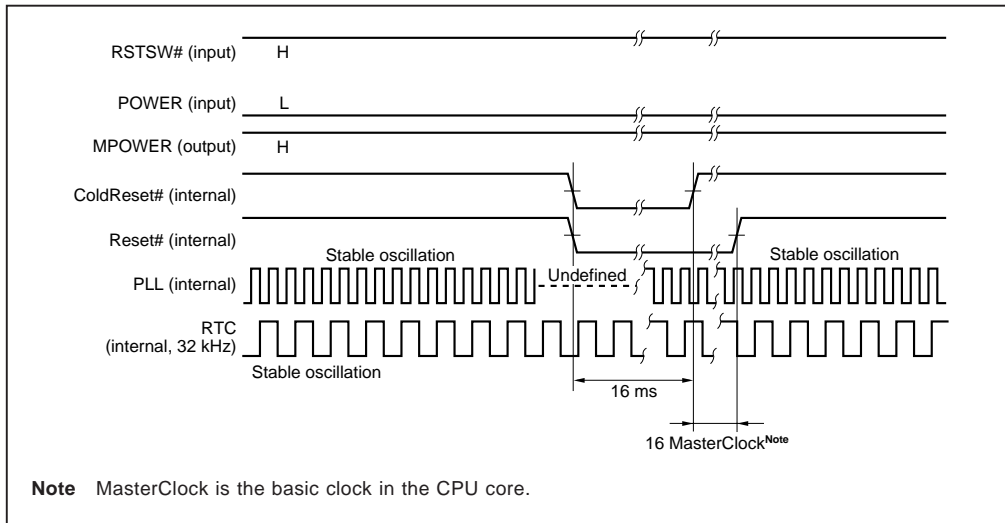 RSTSW# (input) H
POWER (input) L
MPOWER (output) H
ColdReset# (internal)
Reset# (internal)
Stable oscillation Stable oscillation
PLL (internal) Undefined
RTC
(internal, 32 kHz)
Stable oscillation
16 ms
16 MasterClockNote
Note MasterClock is the basic clock in the CPU core.